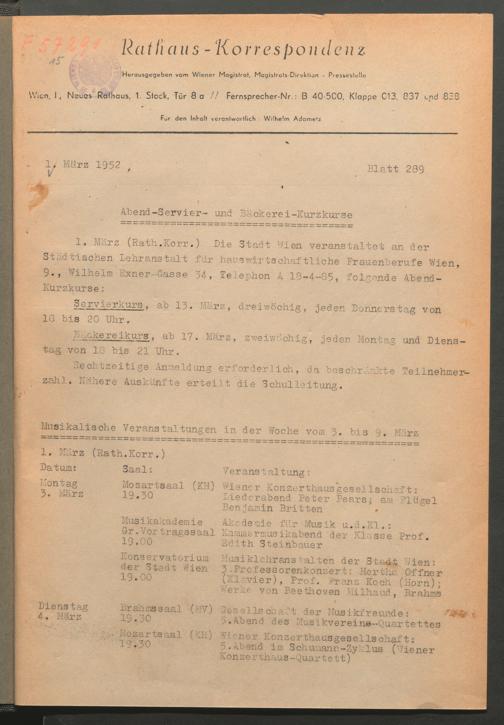 F 57291
15
Rathaus-Korrespondenz
Herausgegeben vom Wiener Magistrat, Magistrats-Direktion - Pressestelle
Wien, I., Neues Rathaus, 1. Stock, Tür 8a // Fernsprecher-Nr.: B 40-500, Klappe 013, 837 und 838
Für den Inhalt verantwortlich: Wilhelm Adametz
1. März 1952
Blatt 289
Abend-Servier- und Bäckerei-Kurzkurse
1. März (Rath.Korr.) Die Stadt Wien veranstaltet an der
Städtischen Lehranstalt für hauswirtschaftliche Frauenberufe Wien,
9., Wilhelm Exner-Gasse 34, Telephon A 18-4-85, folgende Abend-
Kurzkurse:
Servierkurs, ab 13. März, dreiwöchig, jeden Donnerstag von
18 bis 20 Uhr.
Bäckereikurs, ab 17. März, zweiwöchig, jeden Montag und Diens-
tag von 18 bis 21 Uhr.
Rechtzeitige Anmeldung erforderlich, da beschränkte Teilnehmer-
zahl. Nähere Auskünfte erteilt die Schulleitung.
Musikalische Veranstaltungen in der Woche vom 3. bis 9. März
1. März (Rath.Korr.)
Datum: Saal: Veranstaltung:
Montag Mozartsaal (KH) Wiener Konzerthausgesellschaft:
3. März 19.30 Liederabend Peter Pears; am Flügel
Benjamin Britten
Musikakademie Akademie für Musik u.d.Kl.:
Gr.Vortragssaal Kammermusikabend der Klasse Prof.
19.00 Edith Steinbauer
Konservatorium Musiklehranstalten der Stadt Wien:
der Stadt Wien 3.Professorenkonzert: Hertha Offner
19.00 (Klavier), Prof. Franz Koch (Horn);
Werke von Beethoven Milhaud, Brahms
Dienstag Brahmssaal (MV) Gesellschaft der Musikfreunde:
4. März 19.30 5.Abend des Musikvereins-Quartettes
Mozartsaal (KH) Wiener Konzerthausgesellschaft:
19.30 5.Abend im Schumann-Zyklus (Wiener
Konzerthaus-Quartett)